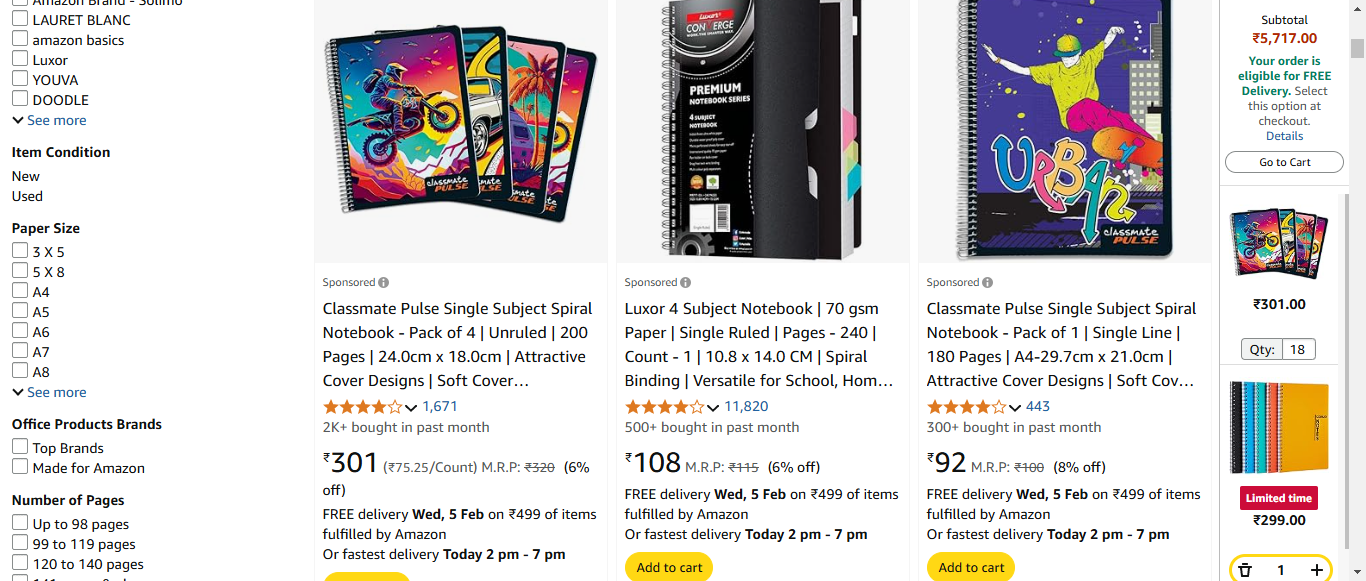 Amazon Brand - Solimo
LAURET BLANC
amazon basics
Luxor
YOUVA
DOODLE
See more
Item Condition
New
Used
Paper Size
3 X 5
5 X 8
A4
A5
A6
A7
A8
See more
Office Products Brands
Top Brands
Made for Amazon
Number of Pages
Up to 98 pages
99 to 119 pages
120 to 140 pages
classmate
PULSE
Sponsored
Classmate Pulse Single Subject Spiral
Notebook - Pack of 4 | Unruled | 200
Pages | 24.0cm x 18.0cm | Attractive
Cover Designs | Soft Cover…
1,671
2K+ bought in past month
₹301 (₹75.25/Count) M.R.P: ₹320 (6%
off)
FREE delivery Wed, 5 Feb on ₹499 of items
fulfilled by Amazon
Or fastest delivery Today 2 pm - 7 pm
Luxor
CONVERGE
PREMIUM
NOTEBOOK SERIES
4 SUBJECT
NOTEBOOK
Sponsored
Luxor 4 Subject Notebook | 70 gsm
Paper | Single Ruled | Pages - 240 |
Count - 1 | 10.8 x 14.0 CM | Spiral
Binding | Versatile for School, Hom…
11,820
500+ bought in past month
₹108 M.R.P: ₹115 (6% off)
FREE delivery Wed, 5 Feb on ₹499 of items
fulfilled by Amazon
Or fastest delivery Today 2 pm - 7 pm
Add to cart
URBAN
classmate
PULSE
Sponsored
Classmate Pulse Single Subject Spiral
Notebook - Pack of 1 | Single Line |
180 Pages | A4-29.7cm x 21.0cm |
Attractive Cover Designs | Soft Cov…
443
300+ bought in past month
₹92 M.R.P: ₹100 (8% off)
FREE delivery Wed, 5 Feb on ₹499 of items
fulfilled by Amazon
Or fastest delivery Today 2 pm - 7 pm
Add to cart
Subtotal
₹5,717.00
Your order is
eligible for FREE
Delivery. Select
this option at
checkout.
Details
Go to Cart
₹301.00
Qty: 18
Limited time
₹299.00
1